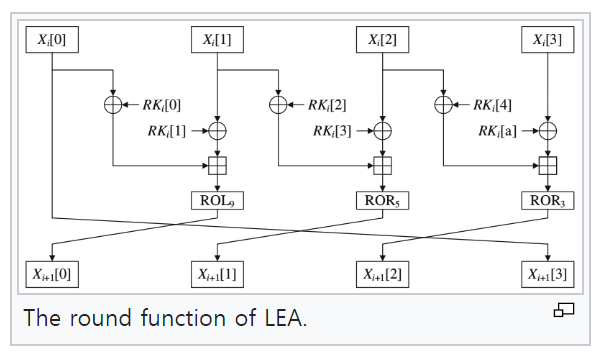 Xi[0] Xi[1] Xi[2] Xi[3]
RKi[0] RKi[2] RKi[4]
RKi[1] RKi[3] RKi[a]
ROL9 ROR5 ROR3
Xi+1[0] Xi+1[1] Xi+1[2] Xi+1[3]
The round function of LEA.